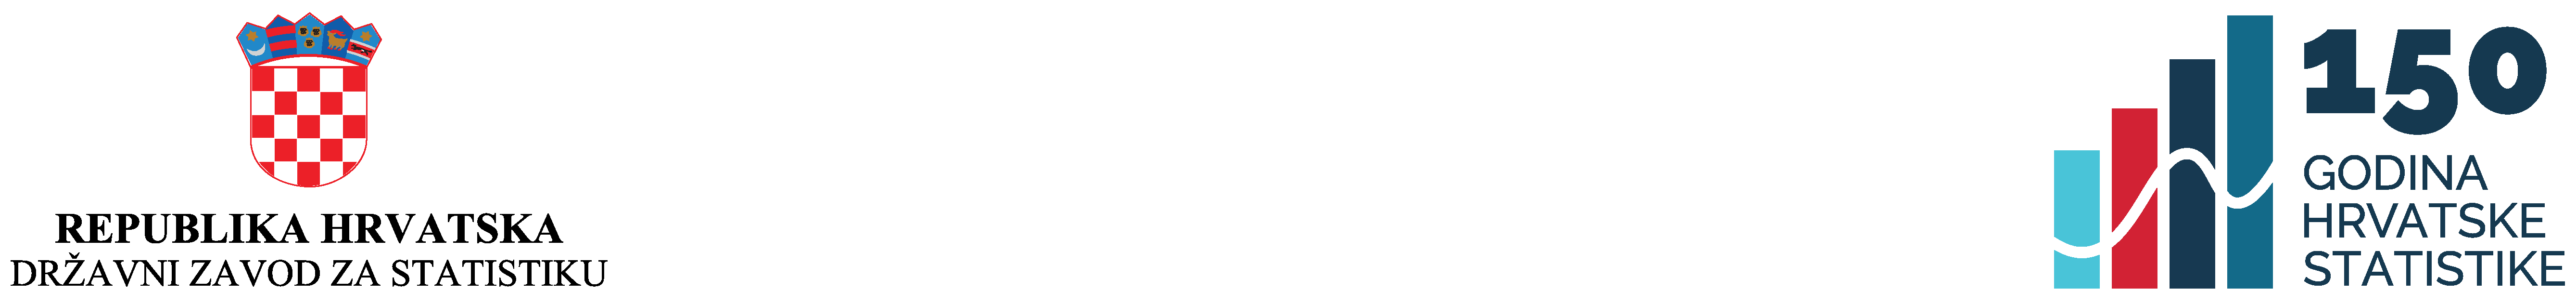 REPUBLIKA HRVATSKA
DRŽAVNI ZAVOD ZA STATISTIKU
150
GODINA
HRVATSKE
STATISTIKE